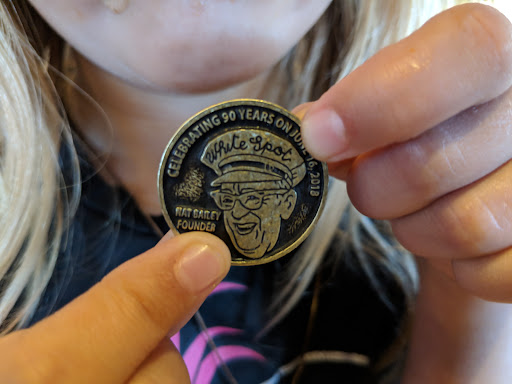 CELEBRATING 90 YEARS ON JUNE 16, 2018
White Spot
NAT BAILEY
FOUNDER